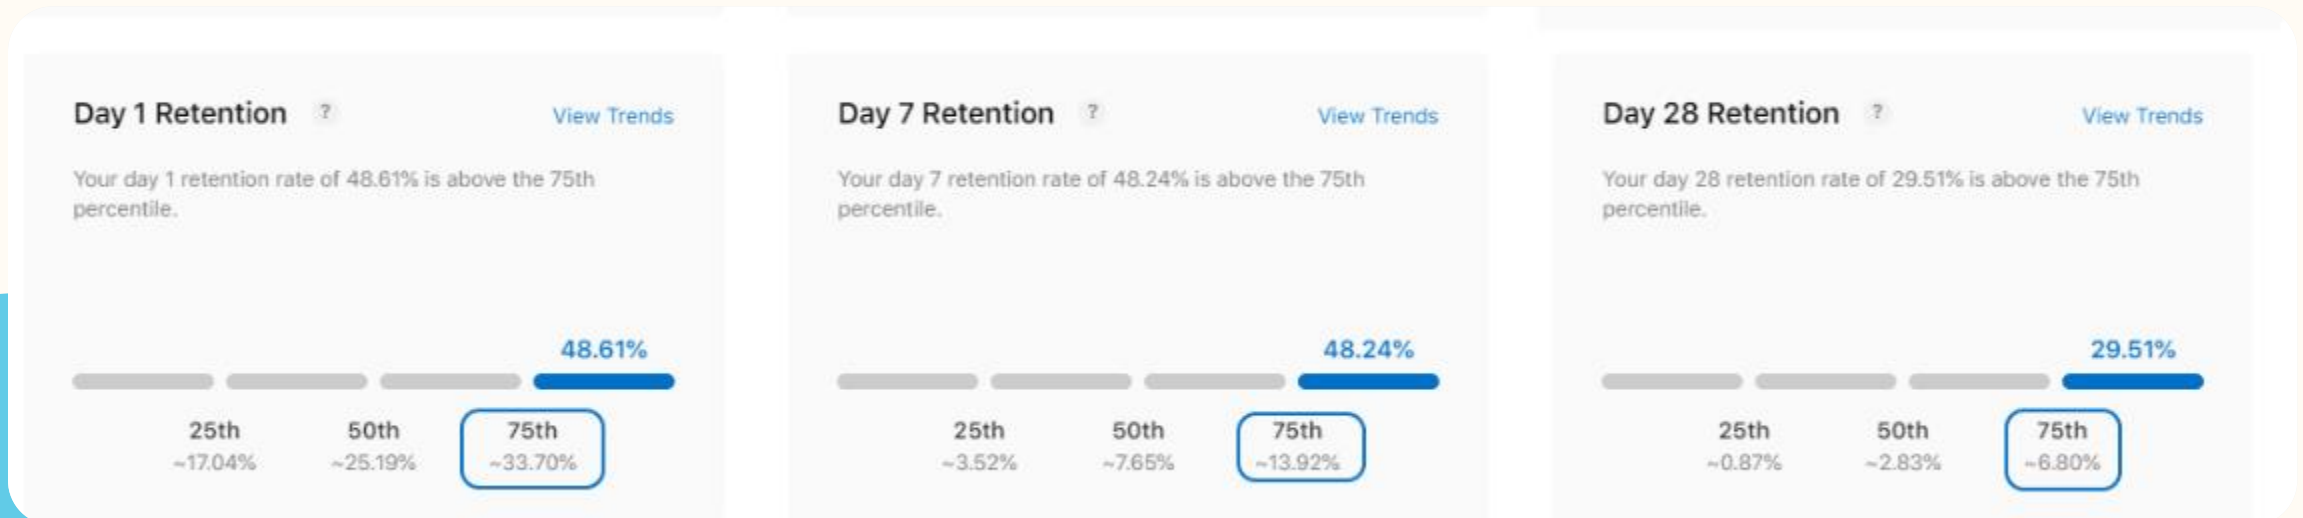 Day 1 Retention ? View Trends
Your day 1 retention rate of 48.61% is above the 75th
percentile.
48.61%
25th 50th 75th
~17.04% ~25.19% ~33.70%
Day 7 Retention ? View Trends
Your day 7 retention rate of 48.24% is above the 75th
percentile.
48.24%
25th 50th 75th
~3.52% ~7.65% ~13.92%
Day 28 Retention ? View Trends
Your day 28 retention rate of 29.51% is above the 75th
percentile.
29.51%
25th 50th 75th
~0.87% ~2.83% ~6.80%